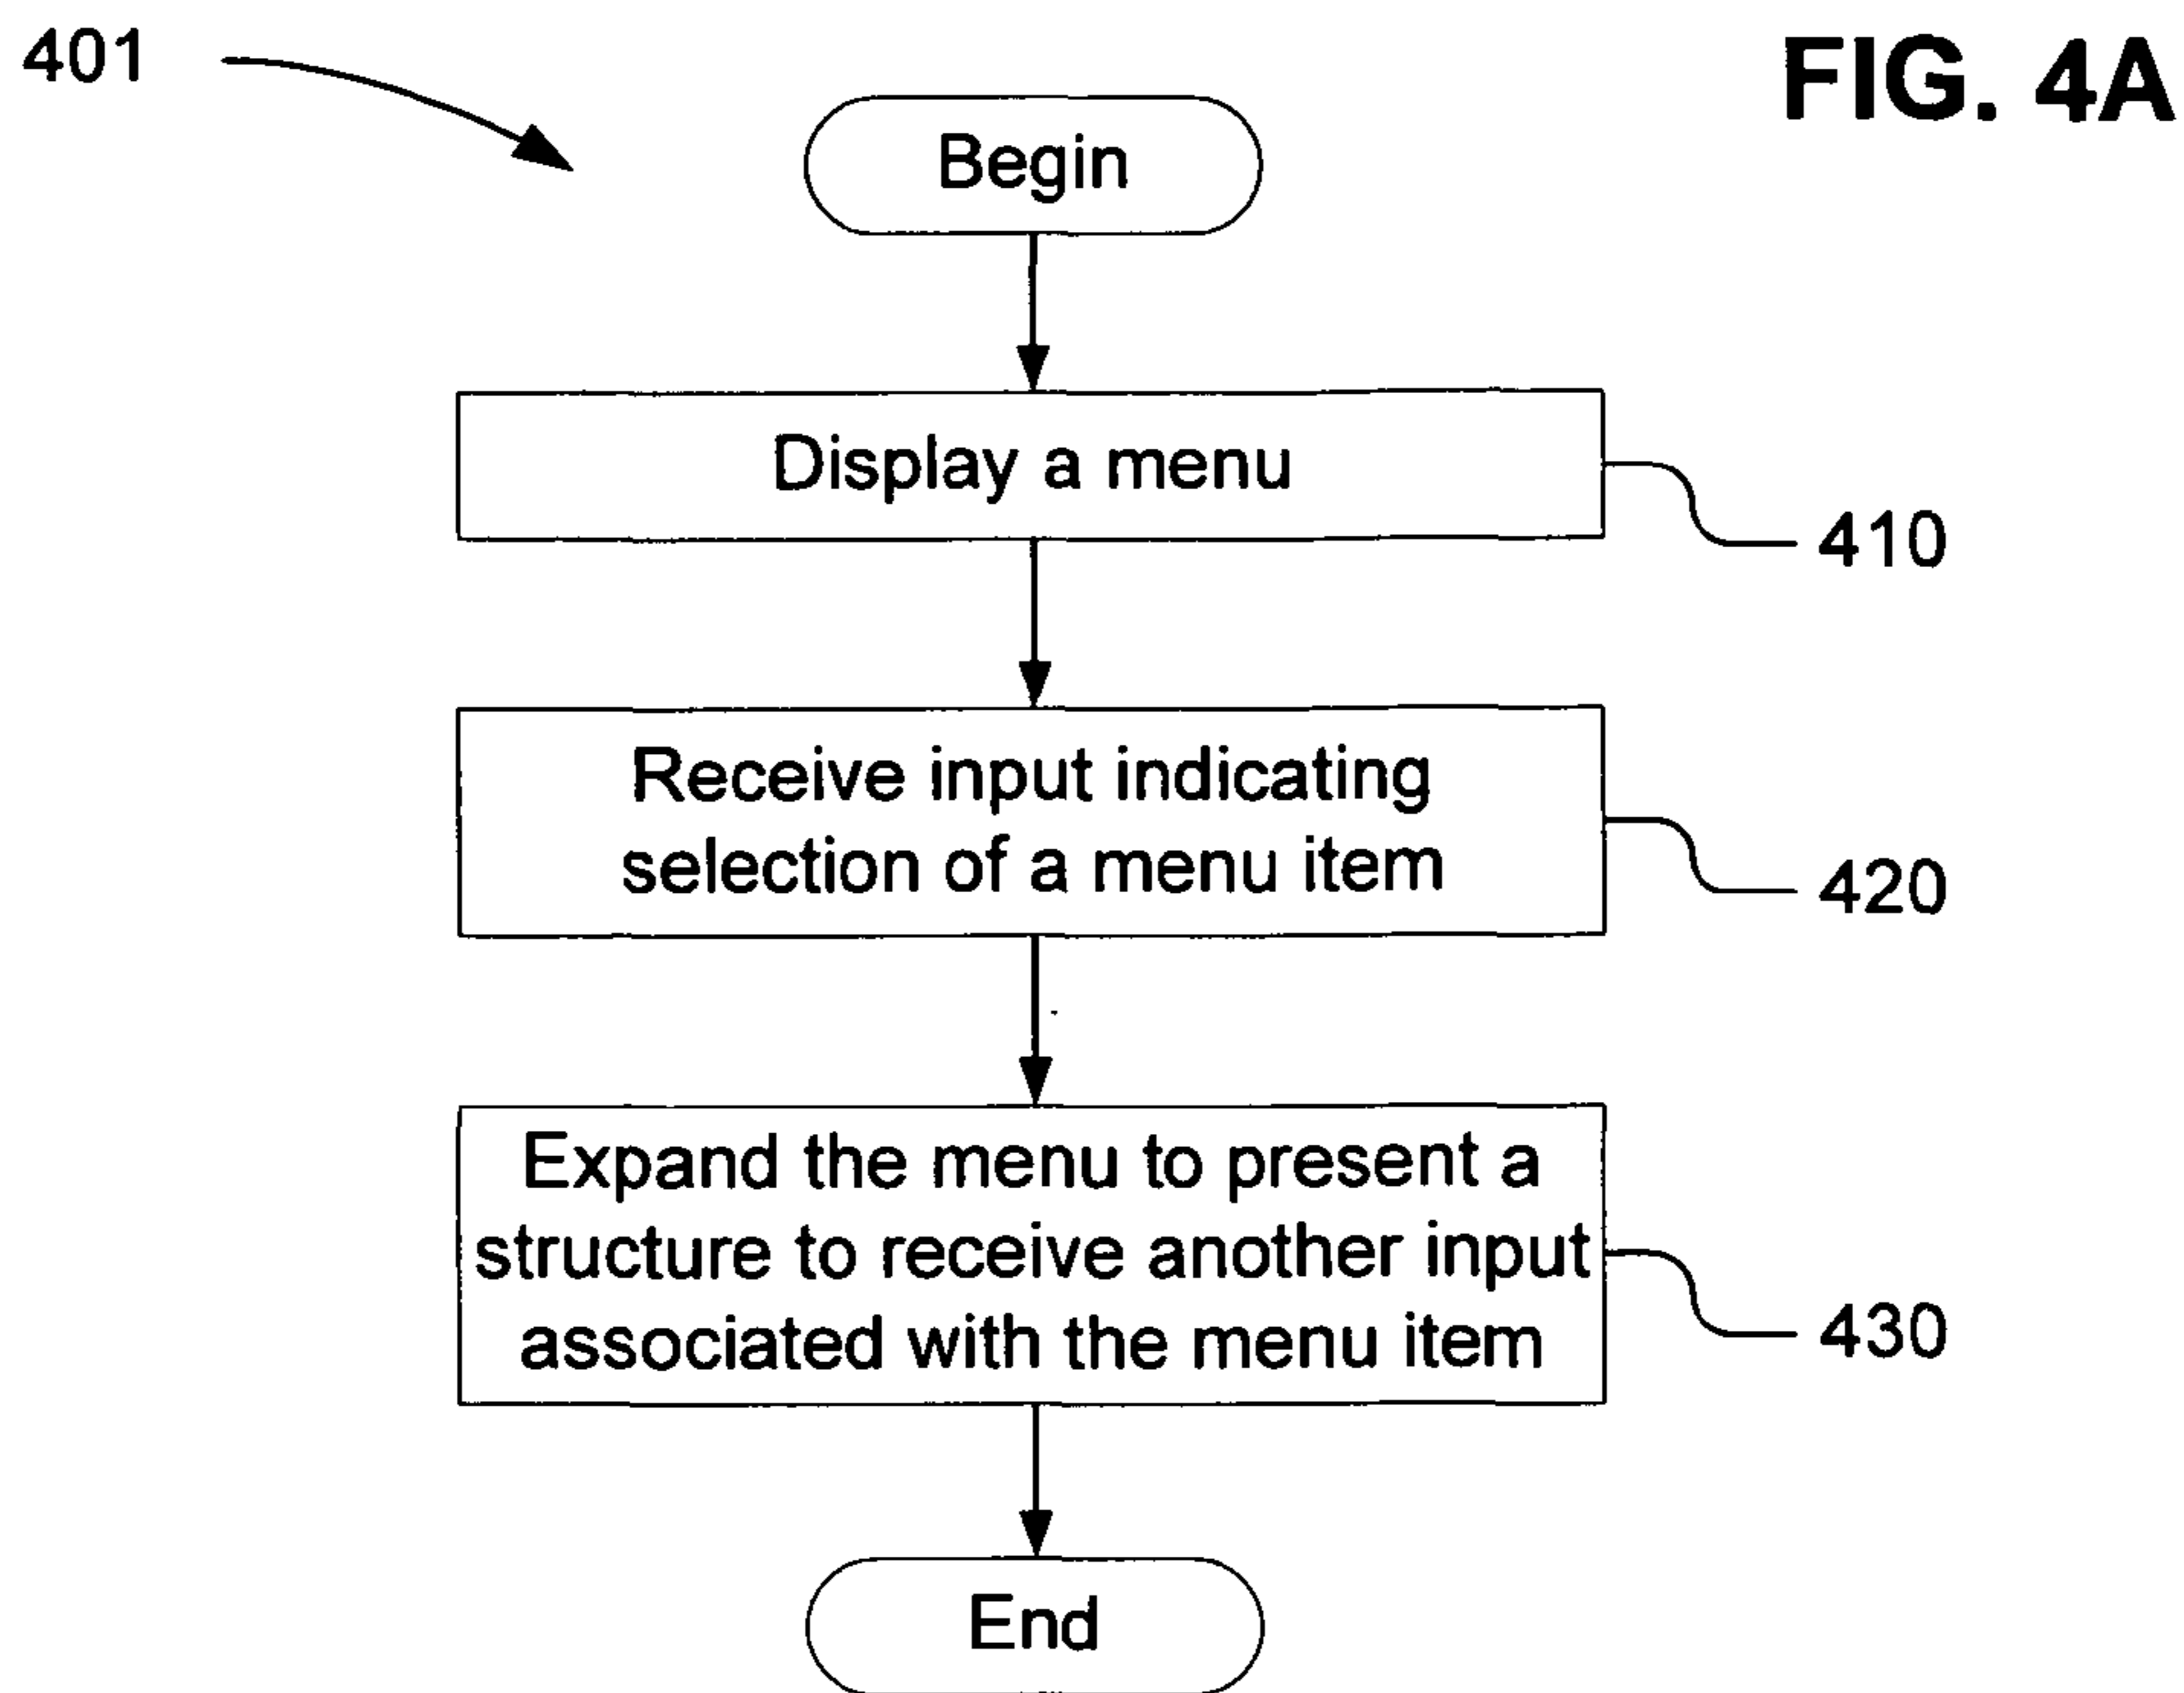 401
FIG. 4A
Begin
Display a menu
410
Receive input indicating
selection of a menu item
420
Expand the menu to present a
structure to receive another input
associated with the menu item
430
End